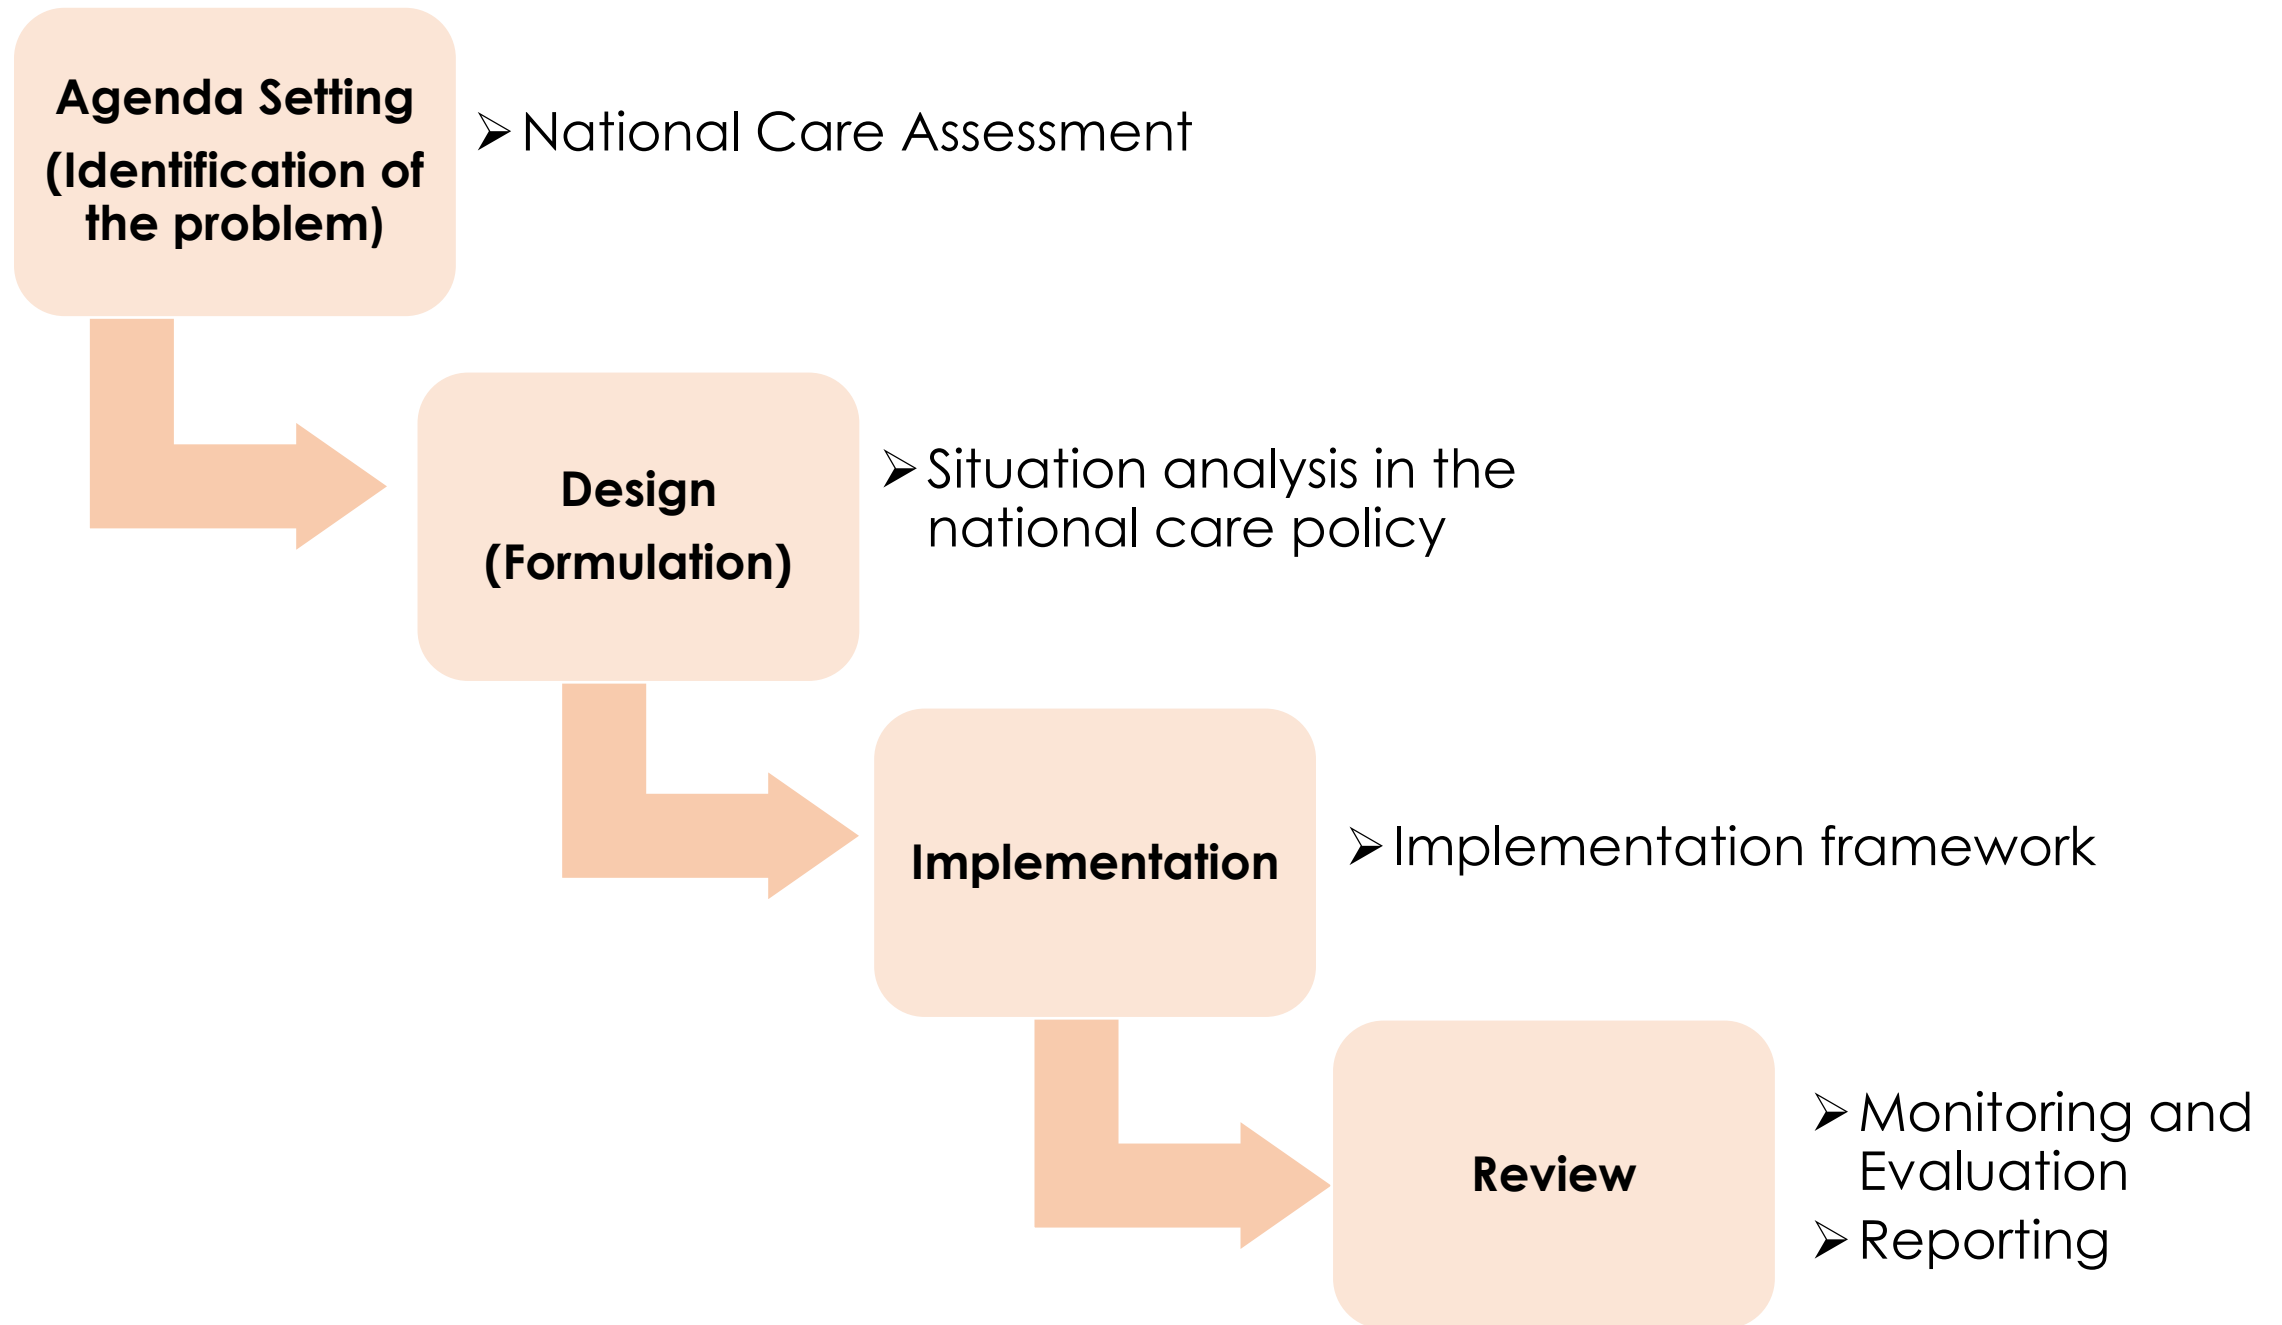 Agenda Setting
(Identification of
the problem)
➢ National Care Assessment
Design
(Formulation)
➢ Situation analysis in the
national care policy
Implementation
➢ Implementation framework
Review
➢ Monitoring and
Evaluation
➢ Reporting